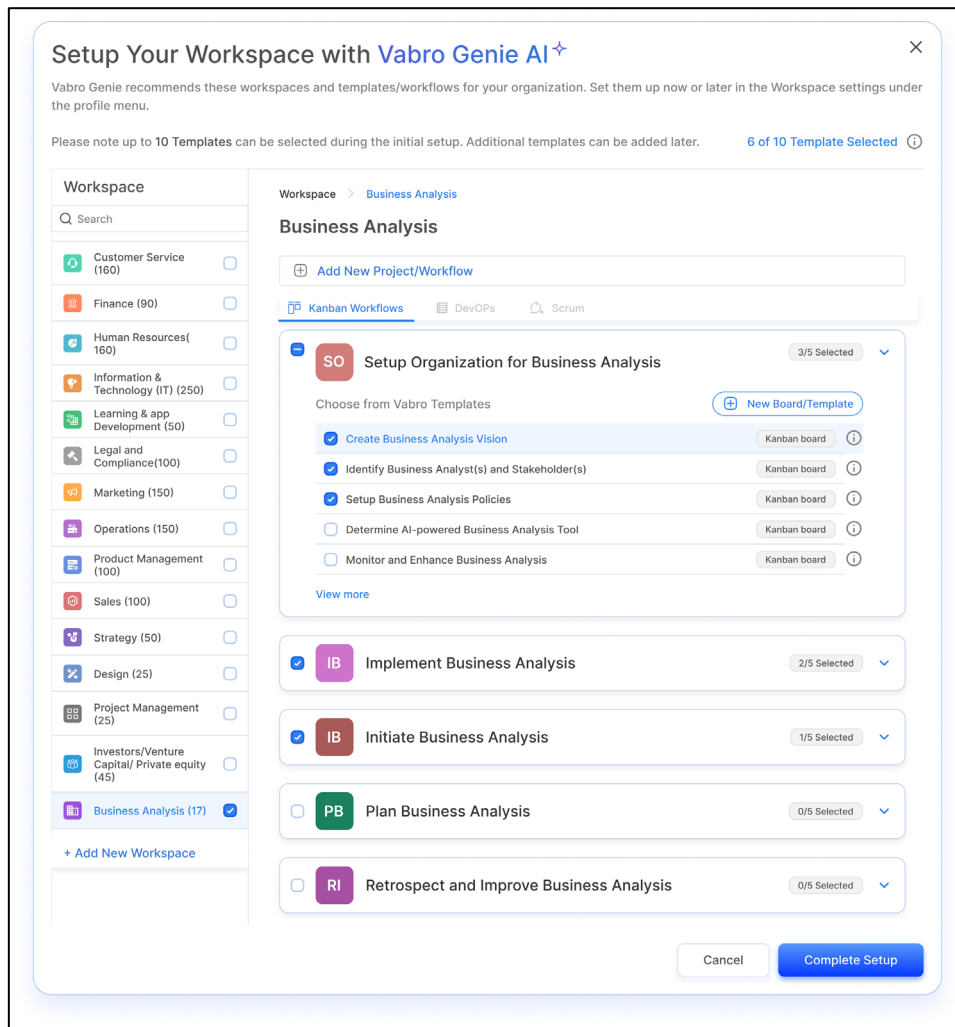 Setup Your Workspace with Vabro Genie AI
Vabro Genie recommends these workspaces and templates/workflows for your organization. Set them up now or later in the Workspace settings under
the profile menu.
Please note up to 10 Templates can be selected during the initial setup. Additional templates can be added later.
6 of 10 Template Selected
Workspace
Search
Customer Service
(160)
Finance (90)
Human Resources(
160)
Information &
Technology (IT) (250)
Learning & app
Development (50)
Legal and
Compliance(100)
Marketing (150)
Operations (150)
Product Management
(100)
Sales (100)
Strategy (50)
Design (25)
Project Management
(25)
Investors/Venture
Capital/ Private equity
(45)
Business Analysis (17)
+ Add New Workspace
Workspace > Business Analysis
Business Analysis
Add New Project/Workflow
Kanban Workflows
DevOPs
Scrum
SO
Setup Organization for Business Analysis
3/5 Selected
Choose from Vabro Templates
New Board/Template
Create Business Analysis Vision
Kanban board
Identify Business Analyst(s) and Stakeholder(s)
Kanban board
Setup Business Analysis Policies
Kanban board
Determine AI-powered Business Analysis Tool
Kanban board
Monitor and Enhance Business Analysis
Kanban board
View more
IB
Implement Business Analysis
2/5 Selected
IB
Initiate Business Analysis
1/5 Selected
PB
Plan Business Analysis
0/5 Selected
RI
Retrospect and Improve Business Analysis
0/5 Selected
Cancel
Complete Setup